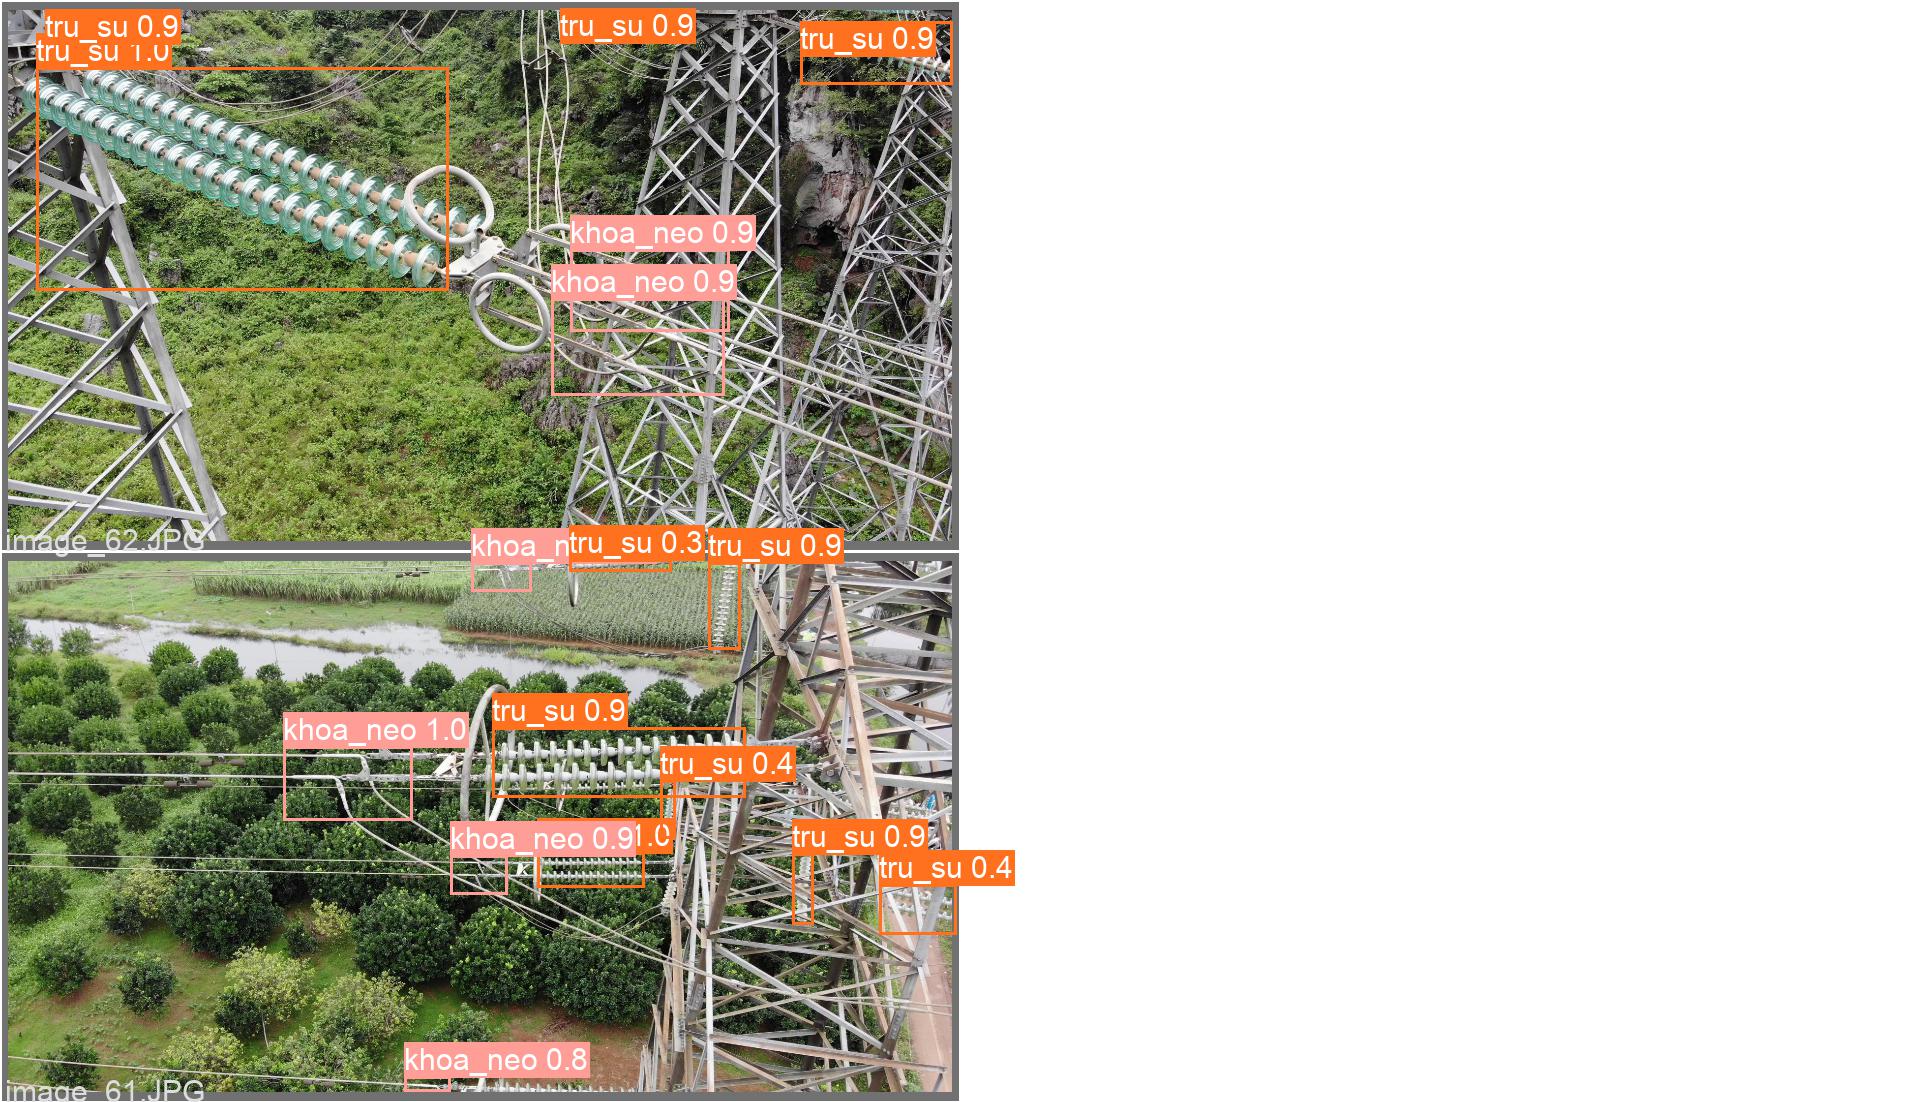 tru_su 0.9
tru_su 1.0
tru_su 0.9
tru_su 0.9
khoa_neo 0.9
khoa_neo 0.9
image_62.JPG
khoa_n
tru_su 0.3
tru_su 0.9
tru_su 0.9
khoa_neo 1.0
tru_su 0.4
khoa_neo 0.9
1.0
tru_su 0.9
tru_su 0.4
khoa_neo 0.8
image_61.JPG